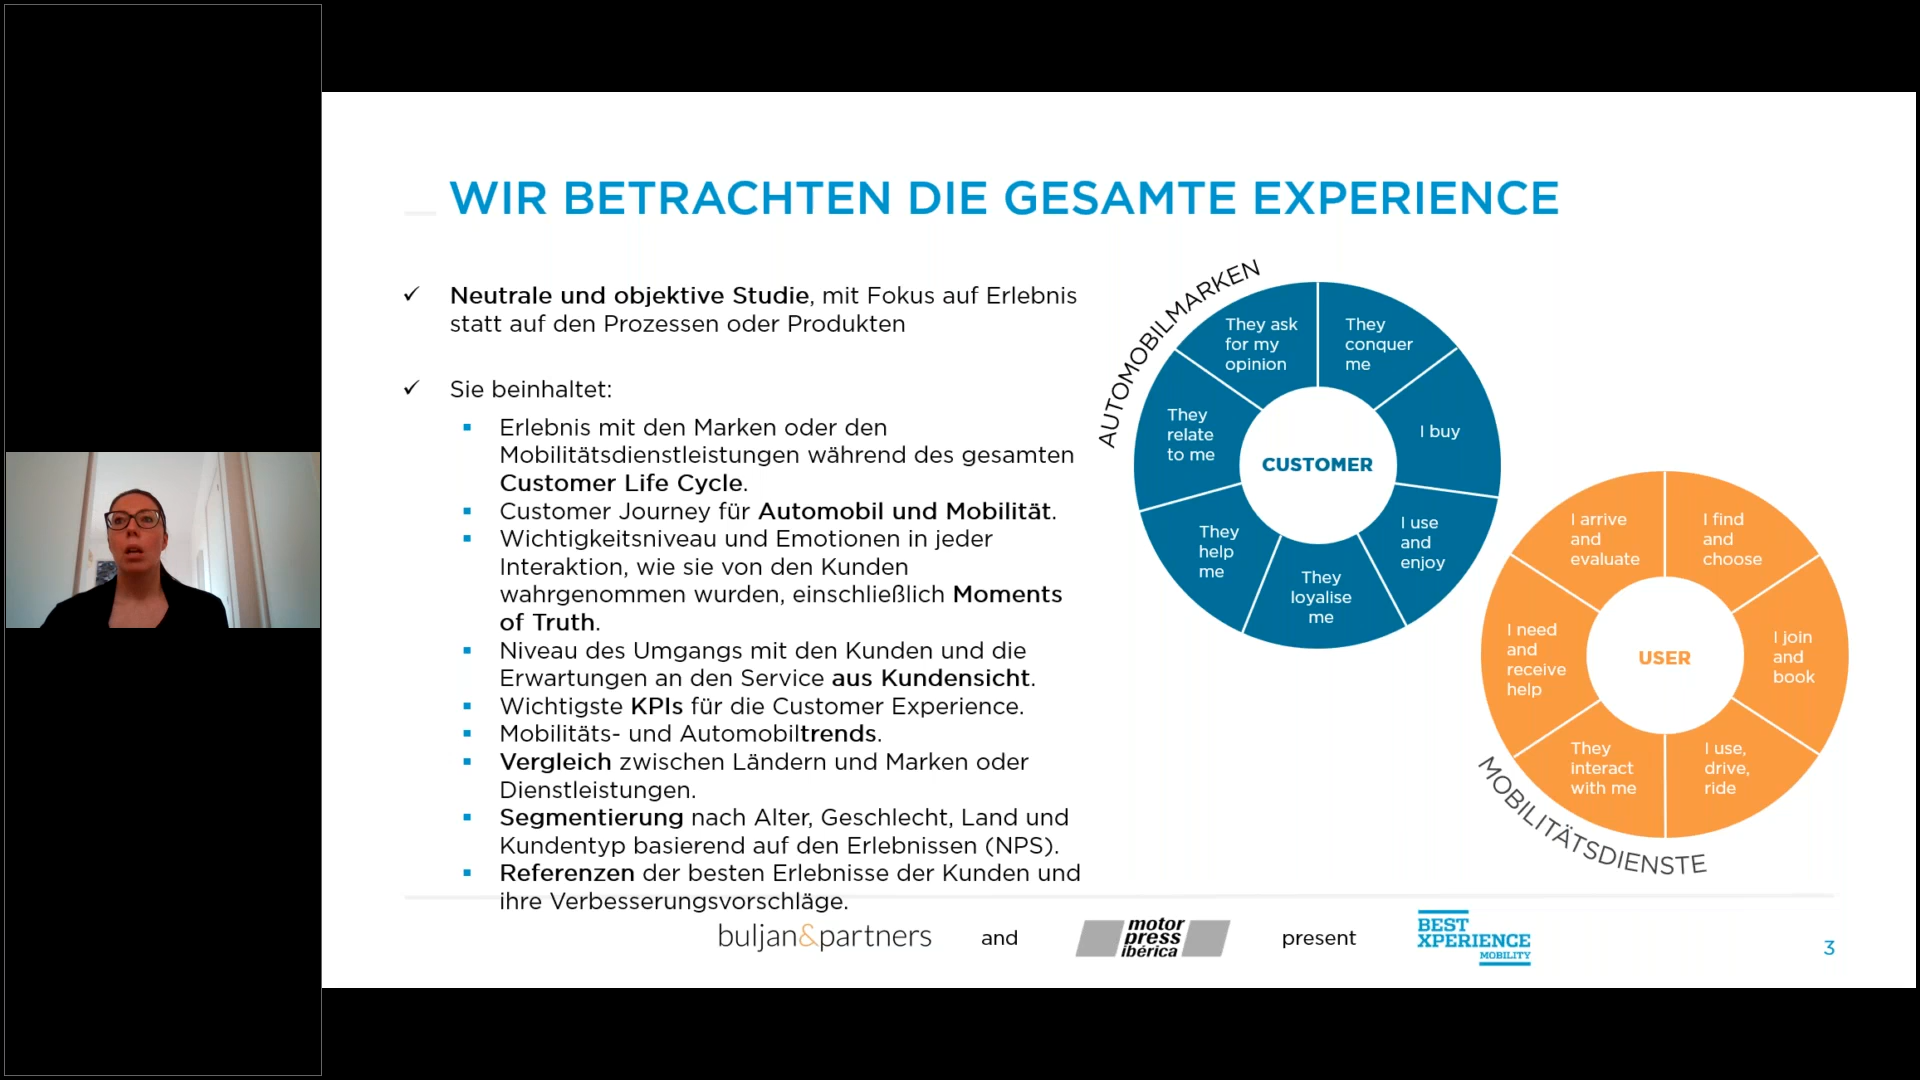 WIR BETRACHTEN DIE GESAMTE EXPERIENCE
Neutrale und objektive Studie, mit Fokus auf Erlebnis
statt auf den Prozessen oder Produkten
Sie beinhaltet:
Erlebnis mit den Marken oder den
Mobilitätsdienstleistungen während des gesamten
Customer Life Cycle.
Customer Journey für Automobil und Mobilität.
Wichtigkeitsniveau und Emotionen in jeder
Interaktion, wie sie von den Kunden
wahrgenommen wurden, einschließlich Moments
of Truth.
Niveau des Umgangs mit den Kunden und die
Erwartungen an den Service aus Kundensicht.
Wichtigste KPIs für die Customer Experience.
Mobilitäts- und Automobiltrends.
Vergleich zwischen Ländern und Marken oder
Dienstleistungen.
Segmentierung nach Alter, Geschlecht, Land und
Kundentyp basierend auf den Erlebnissen (NPS).
Referenzen der besten Erlebnisse der Kunden und
ihre Verbesserungsvorschläge.
AUTOMOBILMARKEN
They ask
for my
opinion
They
conquer
me
I buy
I use
and
enjoy
They
loyalise
me
They
help
me
They
relate
to me
CUSTOMER
I arrive
and
evaluate
I find
and
choose
I join
and
book
I use,
drive,
ride
They
interact
with me
I need
and
receive
help
USER
MOBILITÄTSDIENSTE
buljan&partners
and
motor
press
ibérica
present
BEST
XPERIENCE
MOBILITY
3